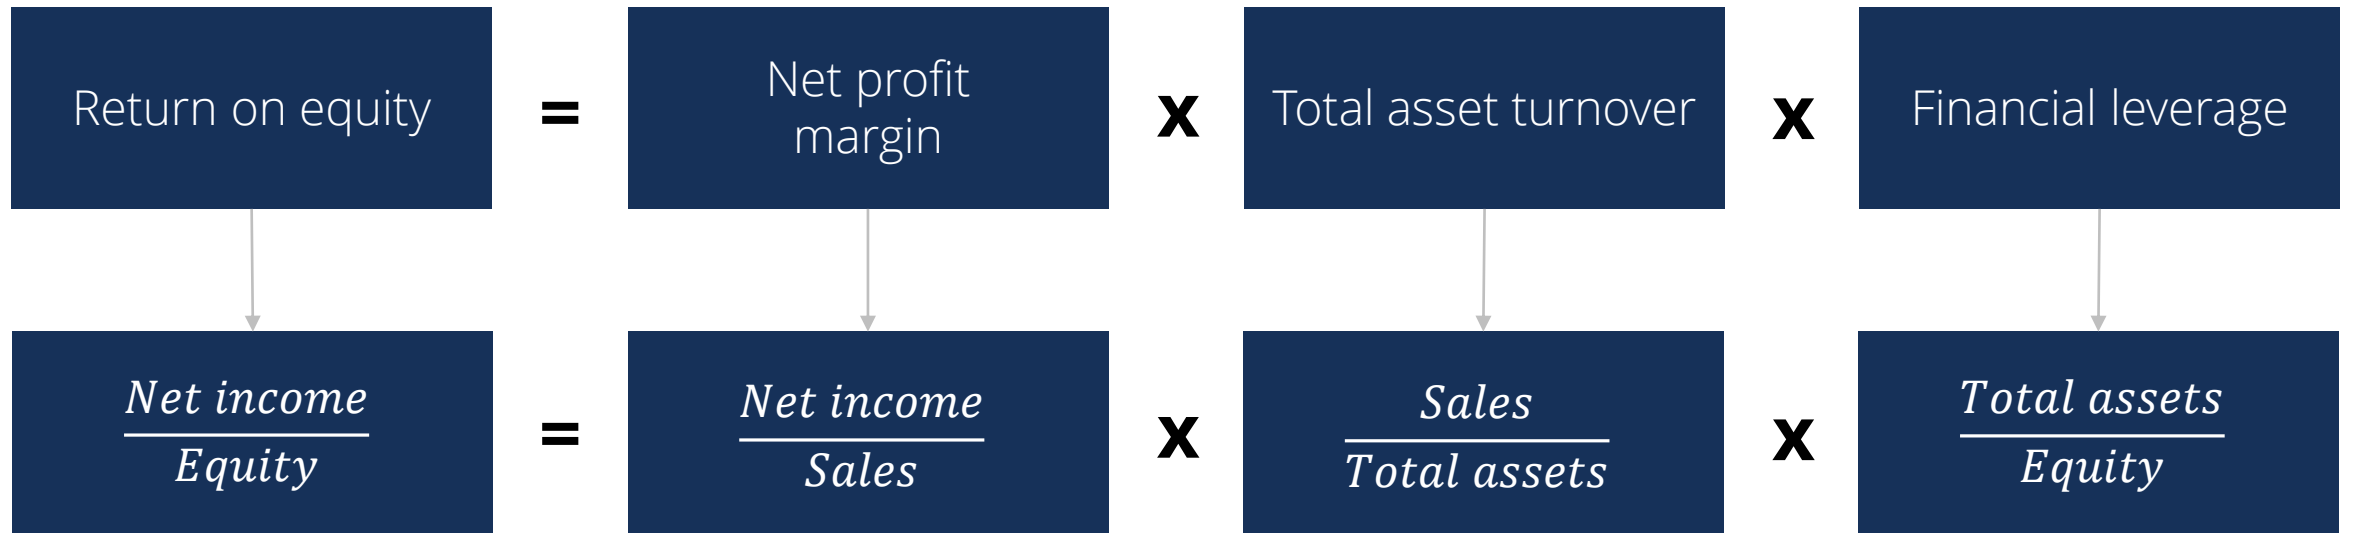 Return on equity
=
Net profit
margin
x
Total asset turnover
x
Financial leverage
Net income
Equity
=
Net income
Sales
x
Sales
Total assets
x
Total assets
Equity